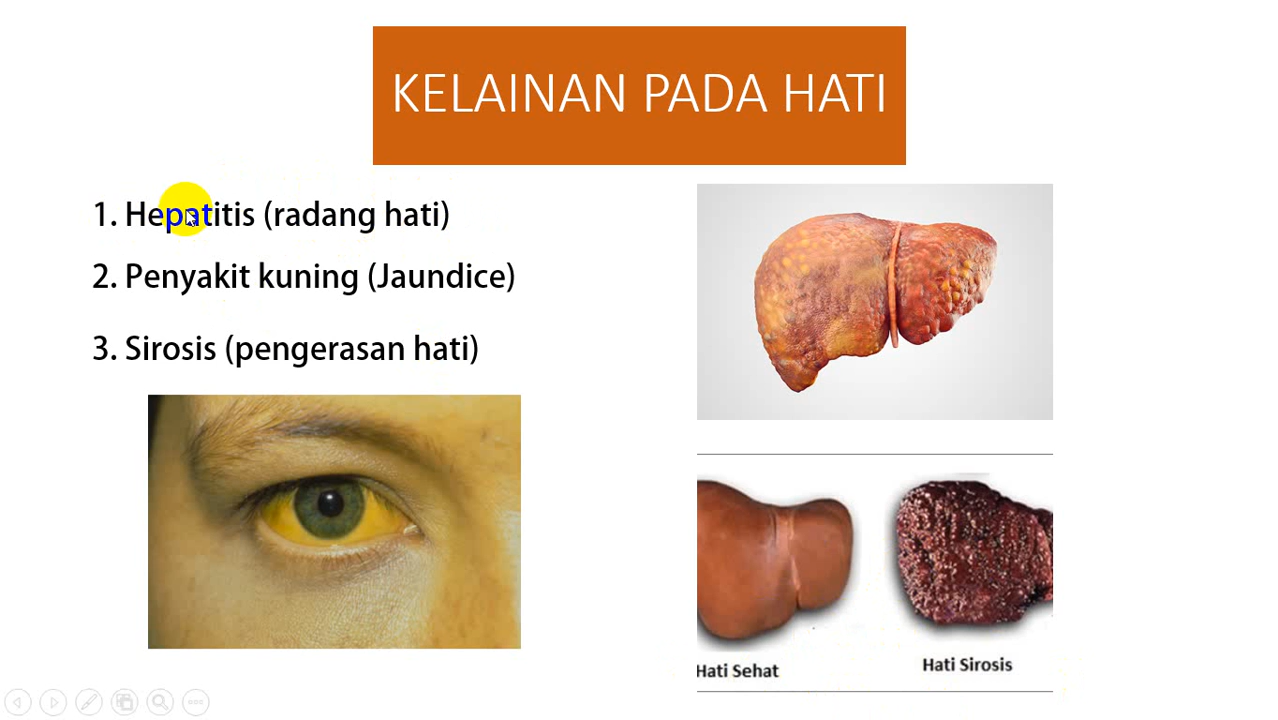 KELAINAN PADA HATI
1. Hepatitis (radang hati)
2. Penyakit kuning (Jaundice)
3. Sirosis (pengerasan hati)
Hati Sehat
Hati Sirosis